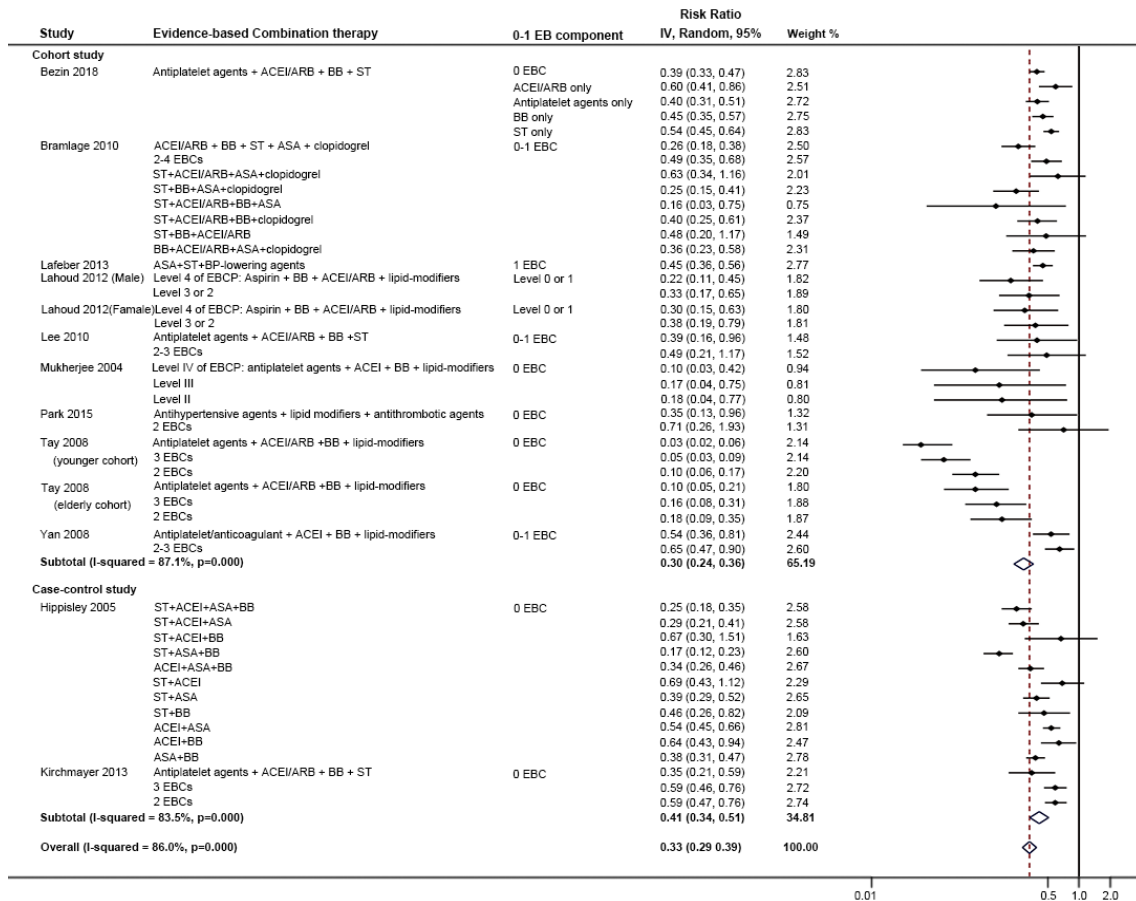 Risk Ratio
Study Evidence-based Combination therapy 0-1 EB component IV, Random, 95% Weight %
Cohort study
Bezin 2018 Antiplatelet agents + ACEI/ARB + BB + ST 0 EBC 0.39 (0.33, 0.47) 2.83
ACEI/ARB only 0.60 (0.41, 0.86) 2.51
Antiplatelet agents only 0.40 (0.31, 0.51) 2.72
BB only 0.45 (0.35, 0.57) 2.75
ST only 0.54 (0.45, 0.64) 2.83
Bramlage 2010 ACEI/ARB + BB + ST + ASA + clopidogrel 0-1 EBC 0.26 (0.18, 0.38) 2.50
2-4 EBCs 0.49 (0.35, 0.68) 2.57
ST+ACEI/ARB+ASA+clopidogrel 0.63 (0.34, 1.16) 2.01
ST+BB+ASA+clopidogrel 0.25 (0.15, 0.41) 2.23
ST+ACEI/ARB+BB+ASA 0.16 (0.03, 0.75) 0.75
ST+ACEI/ARB+BB+clopidogrel 0.40 (0.25, 0.61) 2.37
ST+BB+ACEI/ARB 0.48 (0.20, 1.17) 1.49
BB+ACEI/ARB+ASA+clopidogrel 0.36 (0.23, 0.58) 2.31
Lafeber 2013 ASA+ST+BP-lowering agents 1 EBC 0.45 (0.36, 0.56) 2.77
Lahoud 2012 (Male) Level 4 of EBCP: Aspirin + BB + ACEI/ARB + lipid-modifiers Level 0 or 1 0.22 (0.11, 0.45) 1.82
Level 3 or 2 0.33 (0.17, 0.65) 1.89
Lahoud 2012(Famale) Level 4 of EBCP: Aspirin + BB + ACEI/ARB + lipid-modifiers Level 0 or 1 0.30 (0.15, 0.63) 1.80
Level 3 or 2 0.38 (0.19, 0.79) 1.81
Lee 2010 Antiplatelet agents + ACEI/ARB + BB +ST 0-1 EBC 0.39 (0.16, 0.96) 1.48
2-3 EBCs 0.49 (0.21, 1.17) 1.52
Mukherjee 2004 Level IV of EBCP: antiplatelet agents + ACEI + BB + lipid-modifiers 0 EBC 0.10 (0.03, 0.42) 0.94
Level III 0.17 (0.04, 0.75) 0.81
Level II 0.18 (0.04, 0.77) 0.80
Park 2015 Antihypertensive agents + lipid modifiers + antithrombotic agents 0 EBC 0.35 (0.13, 0.96) 1.32
2 EBCs 0.71 (0.26, 1.93) 1.31
Tay 2008 Antiplatelet agents + ACEI/ARB +BB + lipid-modifiers 0 EBC 0.03 (0.02, 0.06) 2.14
(younger cohort) 3 EBCs 0.05 (0.03, 0.09) 2.14
2 EBCs 0.10 (0.06, 0.17) 2.20
Tay 2008 Antiplatelet agents + ACEI/ARB +BB + lipid-modifiers 0 EBC 0.10 (0.05, 0.21) 1.80
(elderly cohort) 3 EBCs 0.16 (0.08, 0.31) 1.88
2 EBCs 0.18 (0.09, 0.35) 1.87
Yan 2008 Antiplatelet/anticoagulant + ACEI + BB + lipid-modifiers 0-1 EBC 0.54 (0.36, 0.81) 2.44
2-3 EBCs 0.65 (0.47, 0.90) 2.60
Subtotal (I-squared = 87.1%, p=0.000) 0.30 (0.24, 0.36) 65.19
Case-control study
Hippisley 2005 ST+ACEI+ASA+BB 0 EBC 0.25 (0.18, 0.35) 2.58
ST+ACEI+ASA 0.29 (0.21, 0.41) 2.58
ST+ACEI+BB 0.67 (0.30, 1.51) 1.63
ST+ASA+BB 0.17 (0.12, 0.23) 2.60
ACEI+ASA+BB 0.34 (0.26, 0.46) 2.67
ST+ACEI 0.69 (0.43, 1.12) 2.29
ST+ASA 0.39 (0.29, 0.52) 2.65
ST+BB 0.46 (0.26, 0.82) 2.09
ACEI+ASA 0.54 (0.45, 0.66) 2.81
ACEI+BB 0.64 (0.43, 0.94) 2.47
ASA+BB 0.38 (0.31, 0.47) 2.78
Kirchmayer 2013 Antiplatelet agents + ACEI/ARB + BB + ST 0 EBC 0.35 (0.21, 0.59) 2.21
3 EBCs 0.59 (0.46, 0.76) 2.72
2 EBCs 0.59 (0.47, 0.76) 2.74
Subtotal (I-squared = 83.5%, p=0.000) 0.41 (0.34, 0.51) 34.81
Overall (I-squared = 86.0%, p=0.000) 0.33 (0.29 0.39) 100.00
0.01 0.5 1.0 2.0